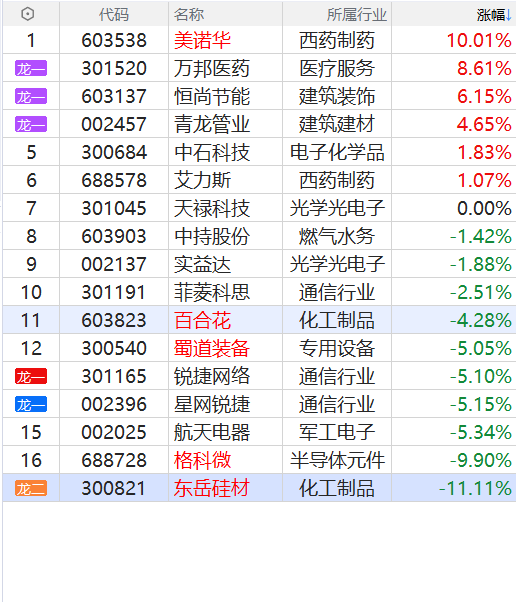 代码 名称 所属行业 涨幅↓
1 603538 美诺华 西药制药 10.01%
龙一 301520 万邦医药 医疗服务 8.61%
龙一 603137 恒尚节能 建筑装饰 6.15%
龙一 002457 青龙管业 建筑建材 4.65%
5 300684 中石科技 电子化学品 1.83%
6 688578 艾力斯 西药制药 1.07%
7 301045 天禄科技 光学光电子 0.00%
8 603903 中持股份 燃气水务 -1.42%
9 002137 实益达 光学光电子 -1.88%
10 301191 菲菱科思 通信行业 -2.51%
11 603823 百合花 化工制品 -4.28%
12 300540 蜀道装备 专用设备 -5.05%
龙一 301165 锐捷网络 通信行业 -5.10%
龙一 002396 星网锐捷 通信行业 -5.15%
15 002025 航天电器 军工电子 -5.34%
16 688728 格科微 半导体元件 -9.90%
龙二 300821 东岳硅材 化工制品 -11.11%